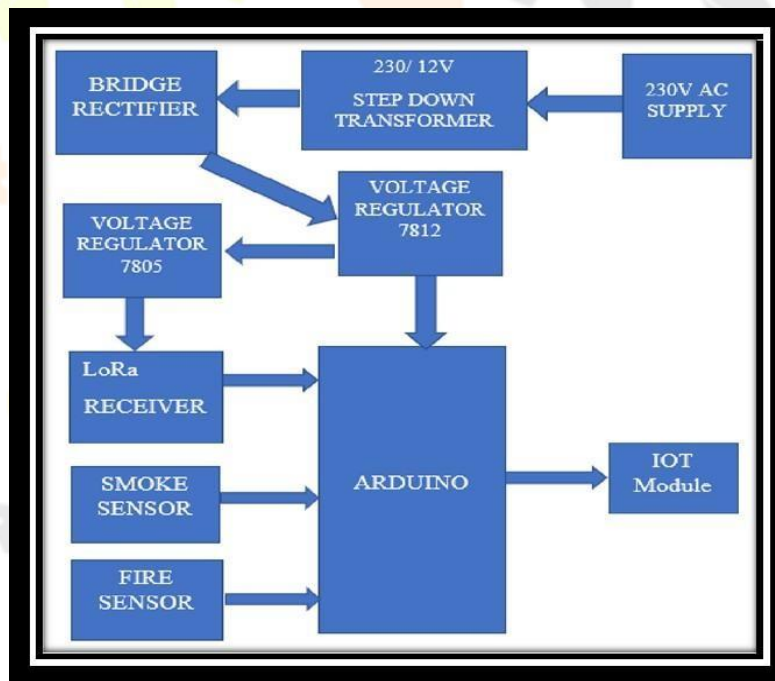 BRIDGE
RECTIFIER
230/ 12V
STEP DOWN
TRANSFORMER
230V AC
SUPPLY
VOLTAGE
REGULATOR
7805
VOLTAGE
REGULATOR
7812
LoRa
RECEIVER
SMOKE
SENSOR
FIRE
SENSOR
ARDUINO
IOT
Module